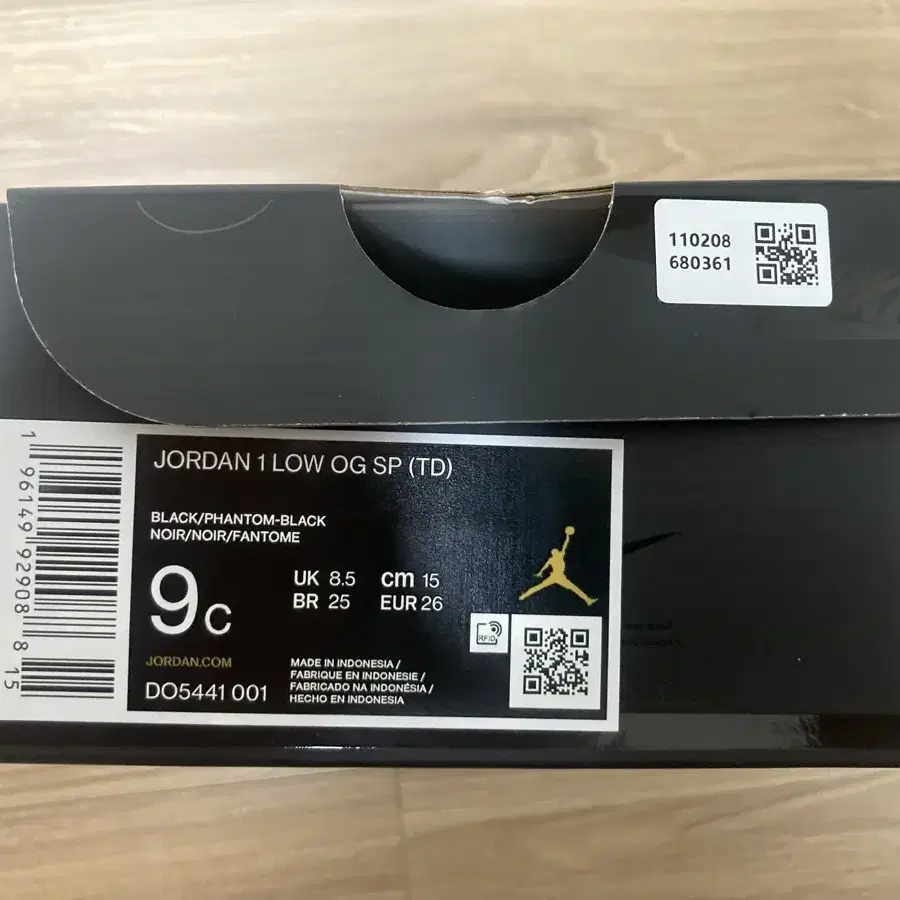 110208
680361
1 96149 92908 8 15
JORDAN 1 LOW OG SP (TD)
BLACK/PHANTOM-BLACK
NOIR/NOIR/FANTOME
9C
UK 8.5 cm 15
BR 25 EUR 26
RFID
JORDAN.COM
DO5441 001
MADE IN INDONESIA /
FABRIQUE EN INDONESIE /
FABRICADO NA INDONÉSIA /
HECHO EN INDONESIA